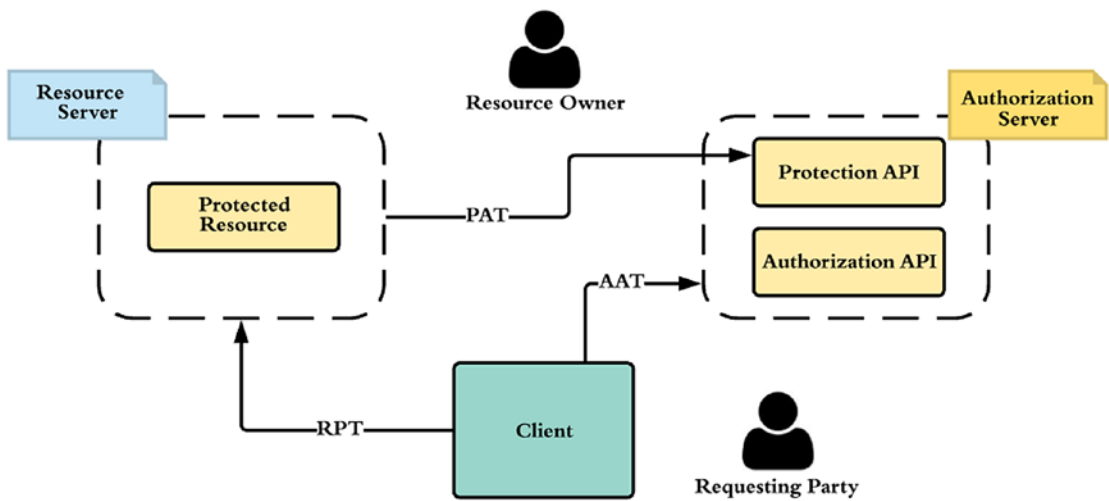 Resource Owner
Resource
Server
Authorization
Server
Protection API
Protected
Resource
PAT
Authorization API
AAT
RPT
Client
Requesting Party